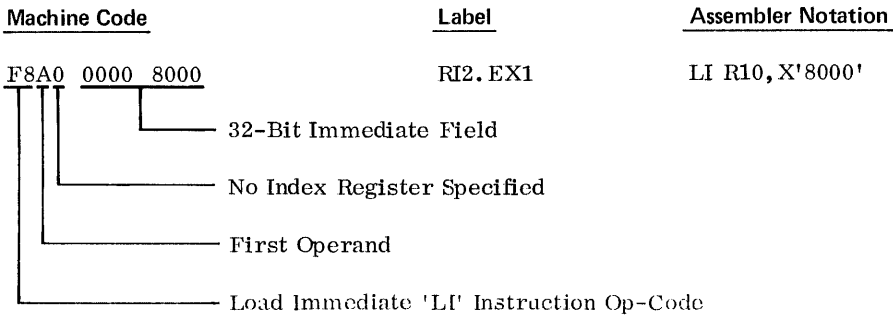 Machine Code Label Assembler Notation
F8A0 0000 8000 RI2.EX1 LI R10,X'8000'
32-Bit Immediate Field
No Index Register Specified
First Operand
Load Immediate 'LI' Instruction Op-Code